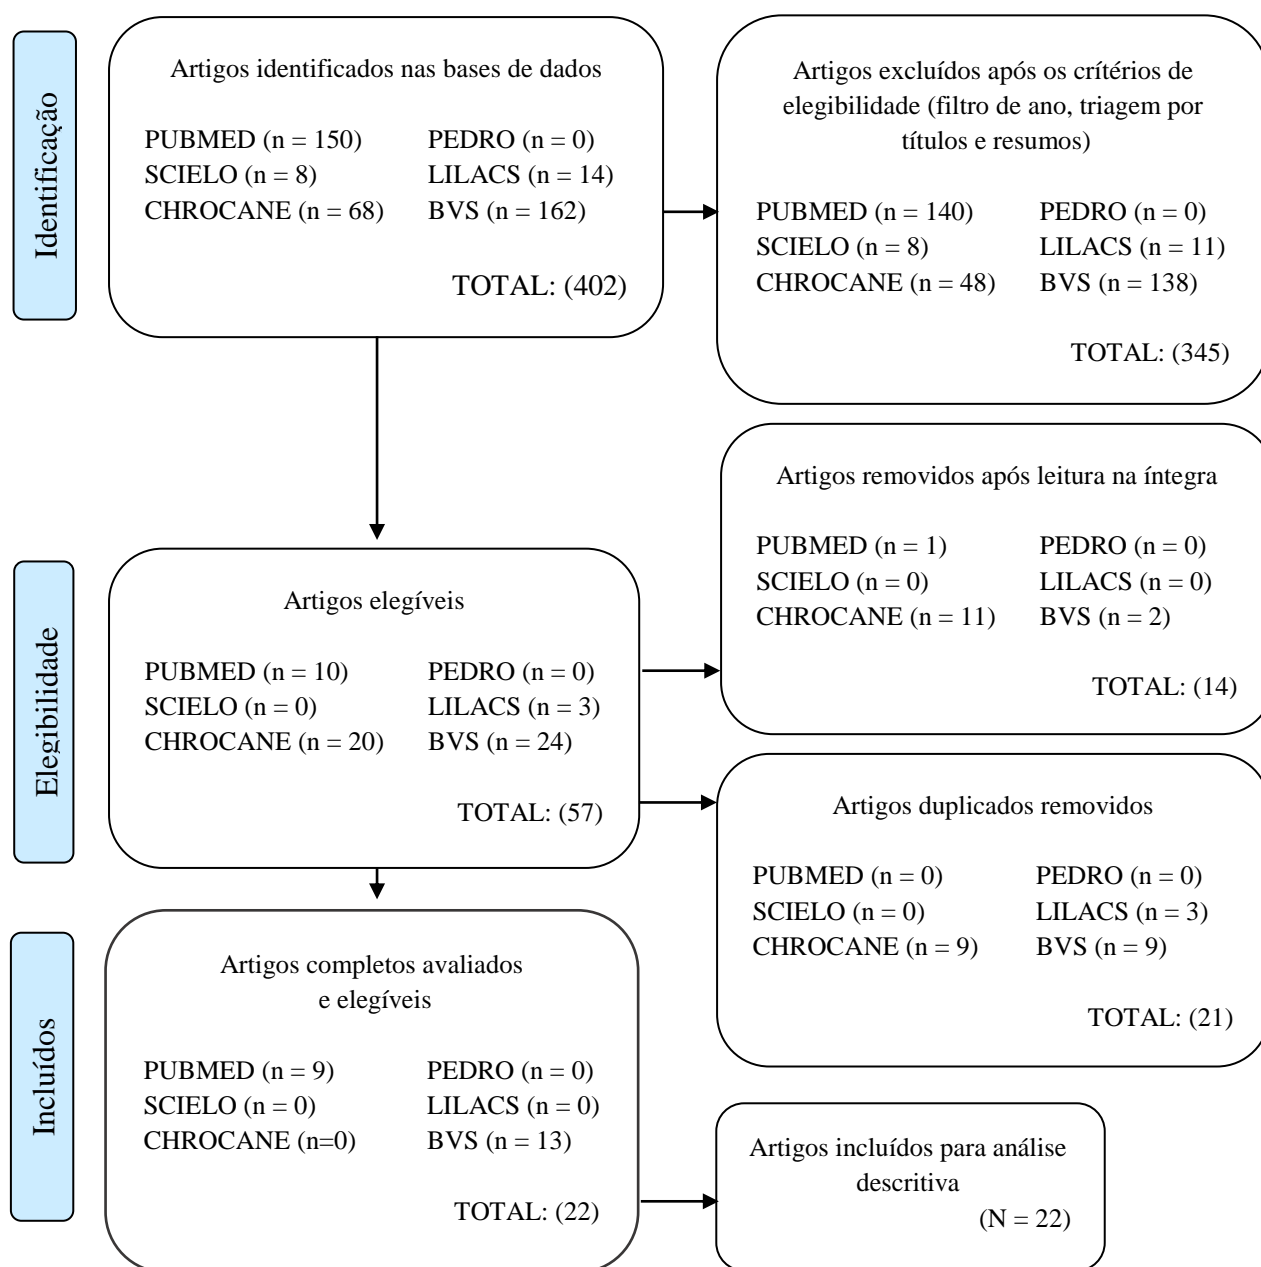 Identificação
Artigos identificados nas bases de dados
PUBMED (n = 150) PEDRO (n = 0)
SCIELO (n = 8) LILACS (n = 14)
CHROCANE (n = 68) BVS (n = 162)
TOTAL: (402)
Artigos excluídos após os crítérios de
elegibilidade (filtro de ano, triagem por
títulos e resumos)
PUBMED (n = 140) PEDRO (n = 0)
SCIELO (n = 8) LILACS (n = 11)
CHROCANE (n = 48) BVS (n = 138)
TOTAL: (345)
Elegibilidade
Artigos elegíveis
PUBMED (n = 10) PEDRO (n = 0)
SCIELO (n = 0) LILACS (n = 3)
CHROCANE (n = 20) BVS (n = 24)
TOTAL: (57)
Artigos removidos após leitura na íntegra
PUBMED (n = 1) PEDRO (n = 0)
SCIELO (n = 0) LILACS (n = 0)
CHROCANE (n = 11) BVS (n = 2)
TOTAL: (14)
Artigos duplicados removidos
PUBMED (n = 0) PEDRO (n = 0)
SCIELO (n = 0) LILACS (n = 3)
CHROCANE (n = 9) BVS (n = 9)
TOTAL: (21)
Incluídos
Artigos completos avaliados
e elegíveis
PUBMED (n = 9) PEDRO (n = 0)
SCIELO (n = 0) LILACS (n = 0)
CHROCANE (n=0) BVS (n = 13)
TOTAL: (22)
Artigos incluídos para análise
descritiva
(N = 22)